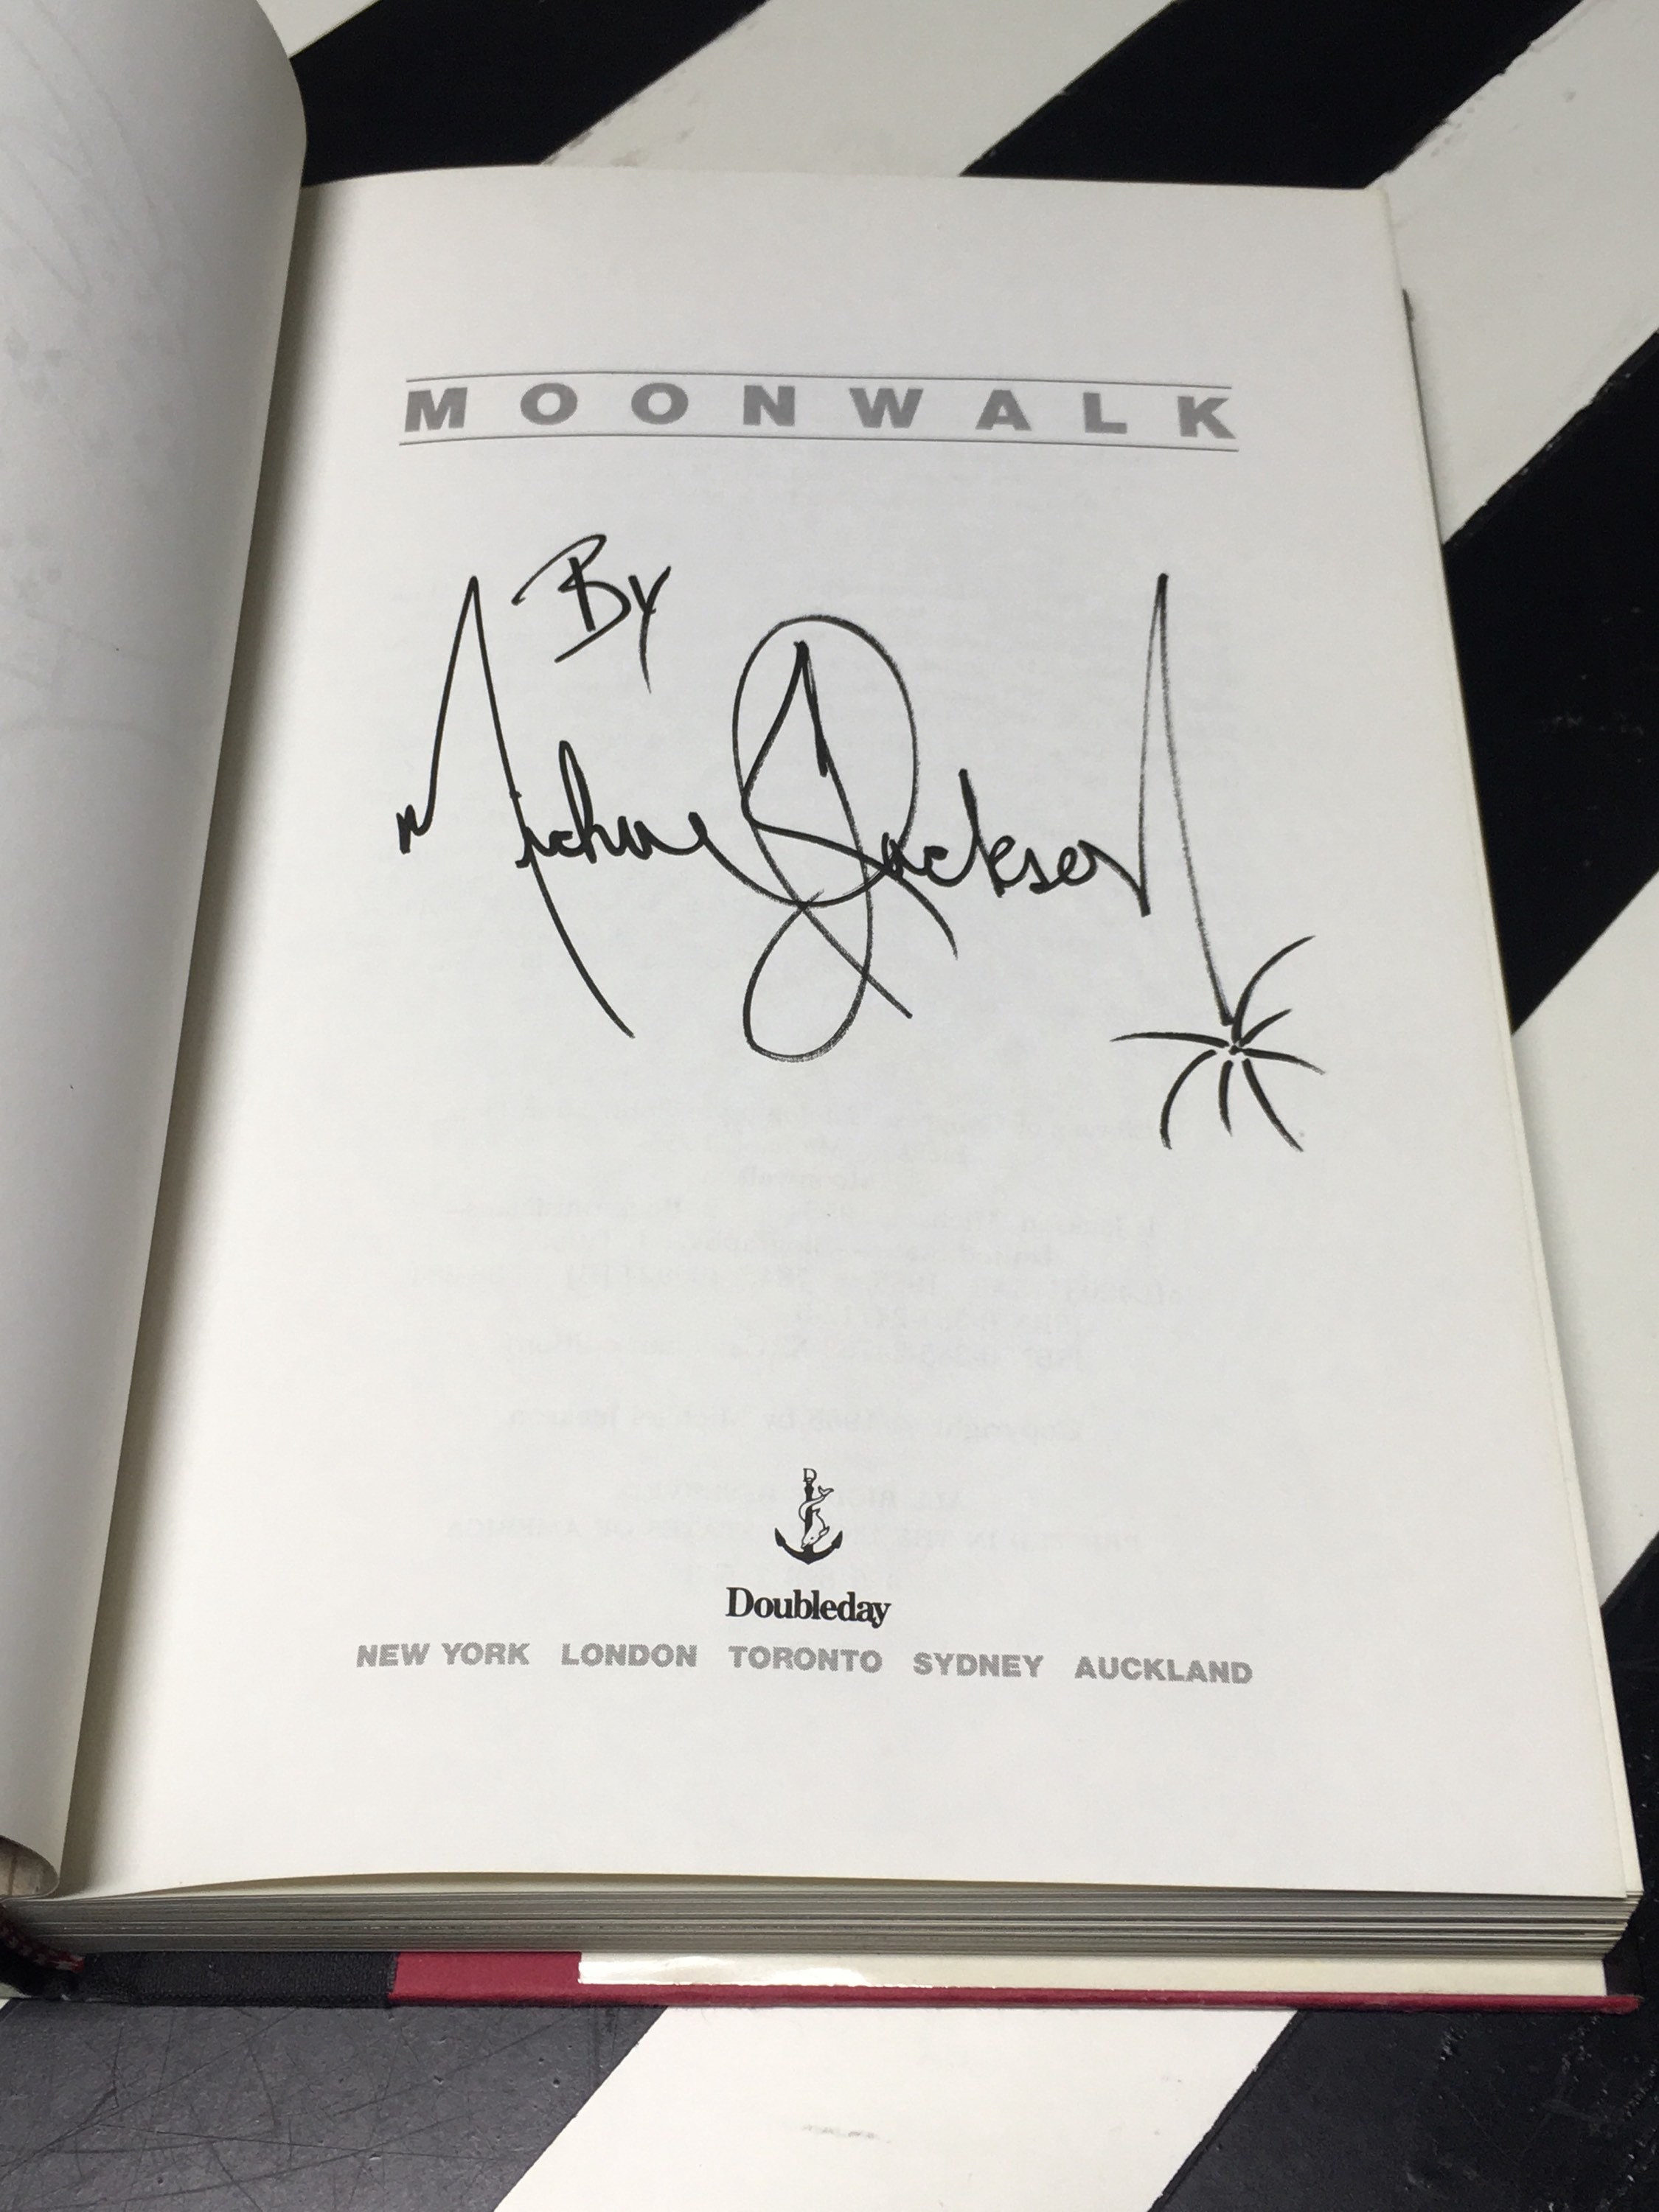 MOONWALK
By
Michael Jackson
D
Doubleday
NEW YORK LONDON TORONTO SYDNEY AUCKLAND